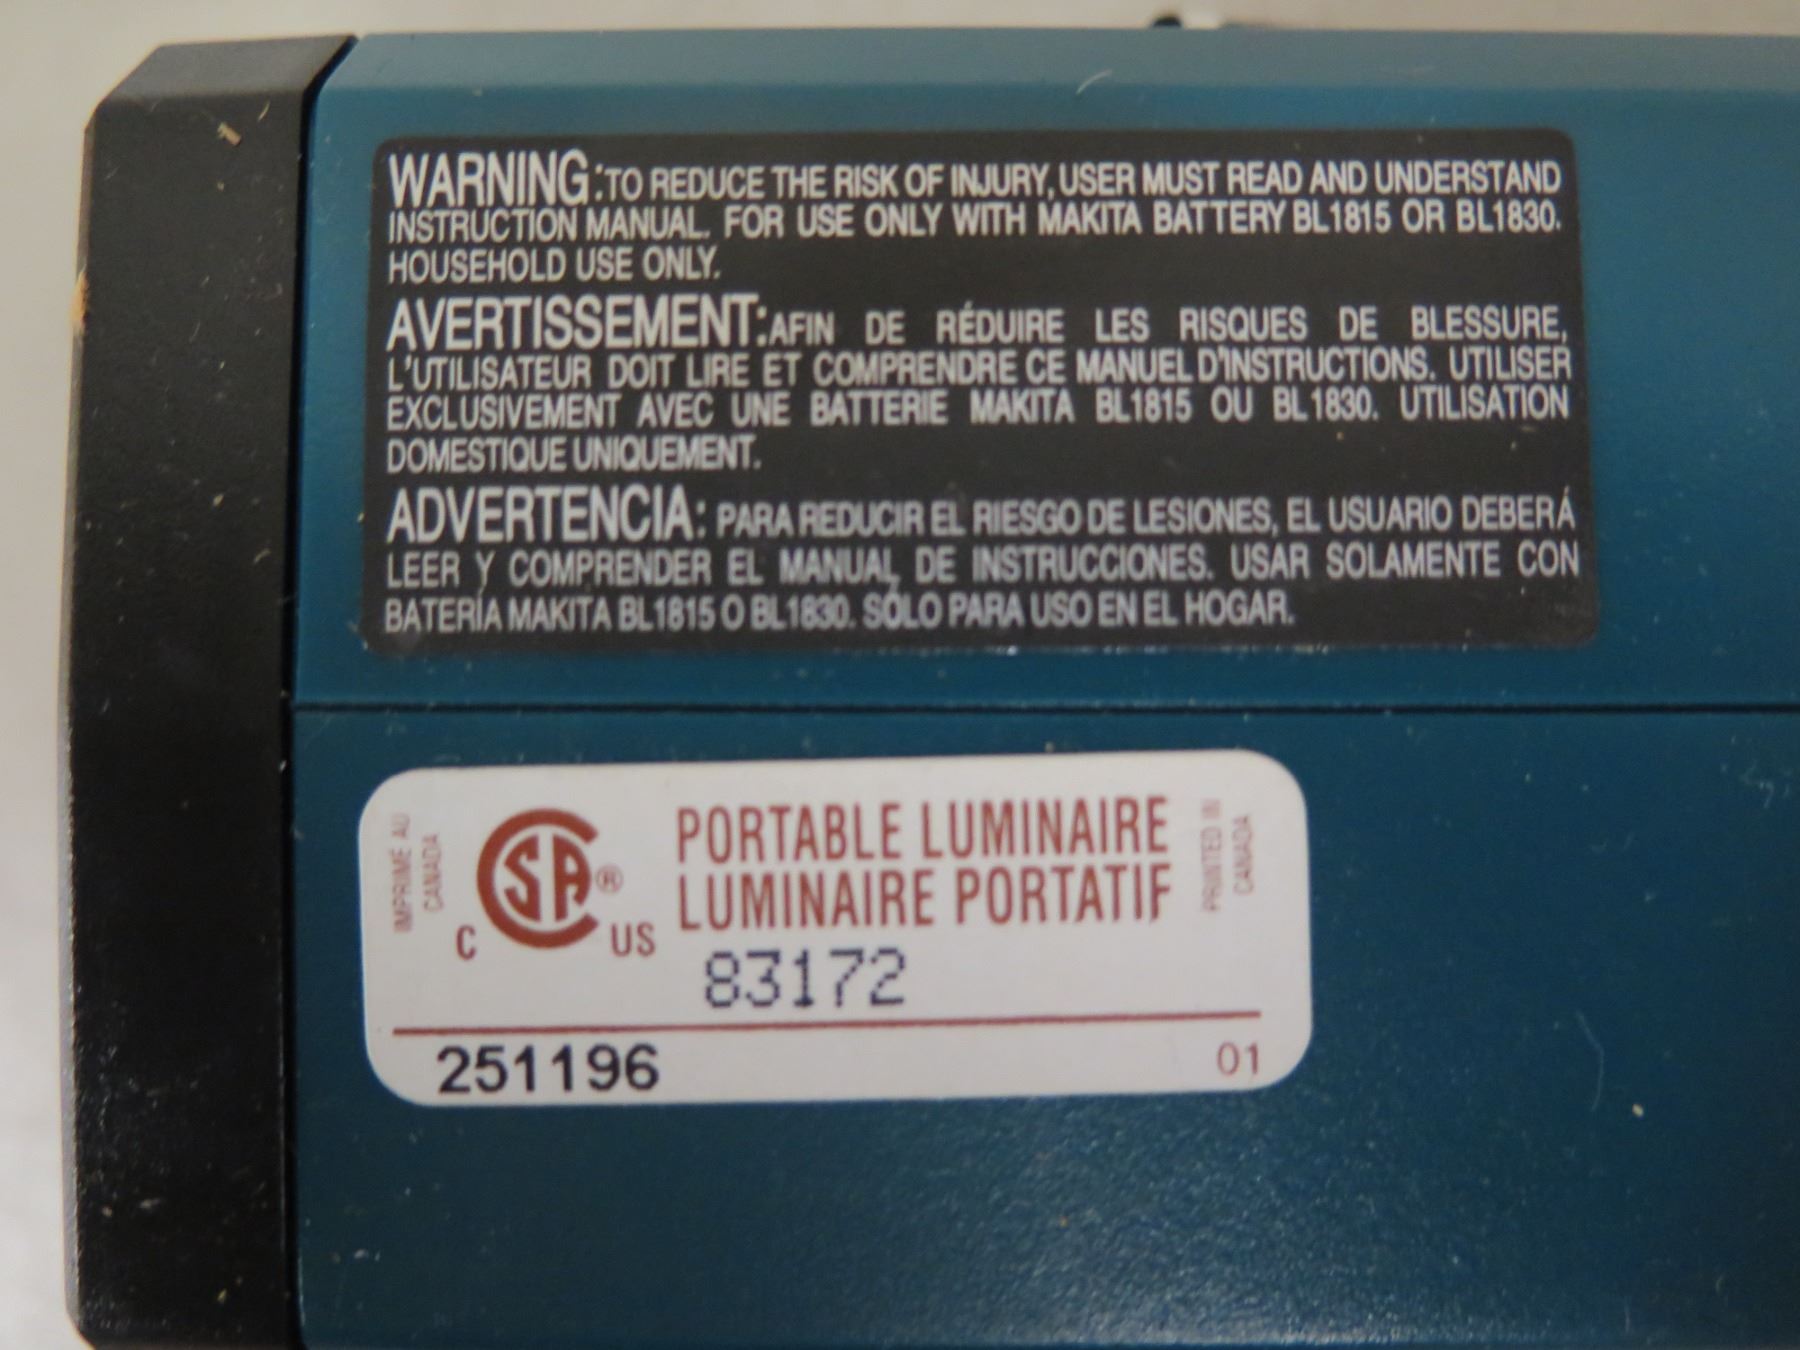 WARNING:TO REDUCE THE RISK OF INJURY, USER MUST READ AND UNDERSTAND
INSTRUCTION MANUAL. FOR USE ONLY WITH MAKITA BATTERY BL1815 OR BL1830.
HOUSEHOLD USE ONLY.
AVERTISSEMENT:AFIN DE RÉDUIRE LES RISQUES DE BLESSURE,
L'UTILISATEUR DOIT LIRE ET COMPRENDRE CE MANUEL D'INSTRUCTIONS. UTILISER
EXCLUSIVEMENT AVEC UNE BATTERIE MAKITA BL1815 OU BL1830. UTILISATION
DOMESTIQUE UNIQUEMENT.
ADVERTENCIA: PARA REDUCIR EL RIESGO DE LESIONES, EL USUARIO DEBERÁ
LEER Y COMPRENDER EL MANUAL DE INSTRUCCIONES. USAR SOLAMENTE CON
BATERÍA MAKITA BL1815 O BL1830. SÓLO PARA USO EN EL HOGAR.
IMPRIMÉ AU
CANADA
C CSA® US
PORTABLE LUMINAIRE
LUMINAIRE PORTATIF
PRINTED IN
CANADA
83172
251196
01